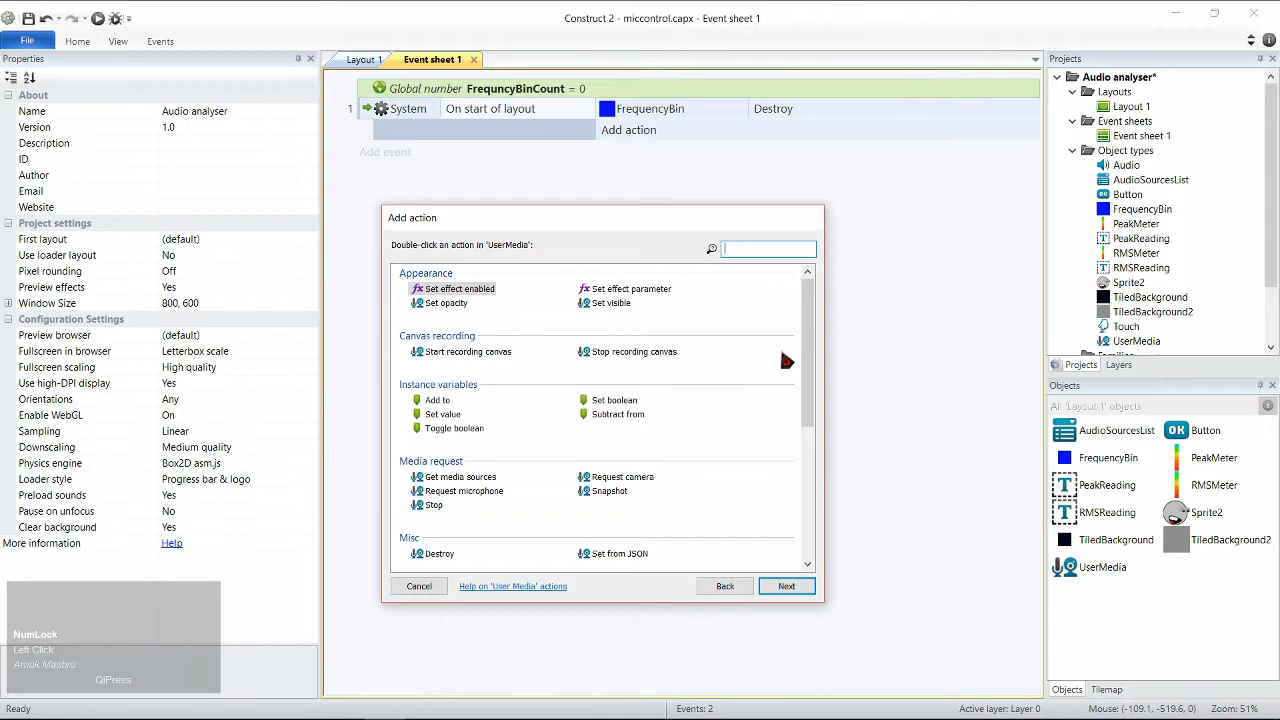 Construct 2 - miccontrol.capx - Event sheet 1
File
Home
View
Events
Properties
About
Name Audio analyser
Version 1.0
Description
ID
Author
Email
Website
Project settings
First layout (default)
Use loader layout No
Pixel rounding Off
Preview effects Yes
Window Size 800, 600
Configuration Settings
Preview browser (default)
Fullscreen in browser Letterbox scale
Fullscreen scaling High quality
Use high-DPI display Yes
Orientations Any
Enable WebGL On
Sampling Linear
Downscaling Medium quality
Physics engine Box2D asm.js
Loader style Progress bar & logo
Preload sounds Yes
Pause on unfocus No
Clear background Yes
More information Help
NumLock
Left Click
Amuk Masbro
QiPress
Layout 1
Event sheet 1
Global number FrequncyBinCount = 0
1 System On start of layout FrequencyBin Destroy
Add action
Add event
Add action
Double-click an action in 'UserMedia':
Appearance
Set effect enabled Set effect parameter
Set opacity Set visible
Canvas recording
Start recording canvas Stop recording canvas
Instance variables
Add to Set boolean
Set value Subtract from
Toggle boolean
Media request
Get media sources Request camera
Request microphone Snapshot
Stop
Misc
Destroy Set from JSON
Cancel
Help on 'User Media' actions
Back
Next
Projects
Audio analyser*
Layouts
Layout 1
Event sheets
Event sheet 1
Object types
Audio
AudioSourcesList
Button
FrequencyBin
PeakMeter
PeakReading
RMSMeter
RMSReading
Sprite2
TiledBackground
TiledBackground2
Touch
UserMedia
Projects
Layers
Objects
All 'Layout 1' objects
AudioSourcesList OK Button
FrequencyBin PeakMeter
T PeakReading RMSMeter
T RMSReading Sprite2
TiledBackground TiledBackground2
UserMedia
Objects
Tilemap
Ready
Events: 2
Active layer: Layer 0
Mouse: (-109.1, -519.6, 0)
Zoom: 51%